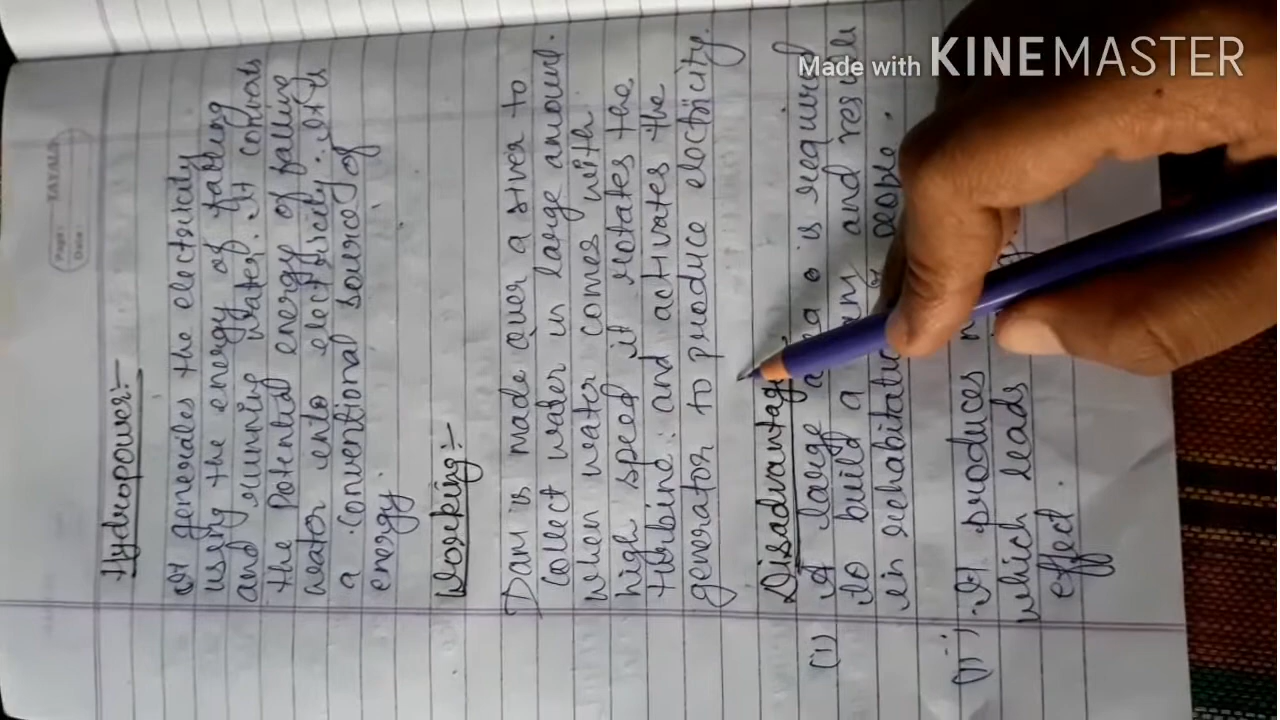 Made with KINEMASTER
Page:
Date:
Hydropower:-
It generates the electricity
using the energy of falling
and running water. It converts
the Potential energy of falling
water into electricity. It is
a conventional source of
energy.
Working:-
Dam is made over a river to
collect water in large amount.
When water comes with
high speed it rotates the
turbine. and activates the
generator to produce electricity.
Disadvantage
(i) A large is required
to build a and
in people.
(ii) It produces
which leads
effect.